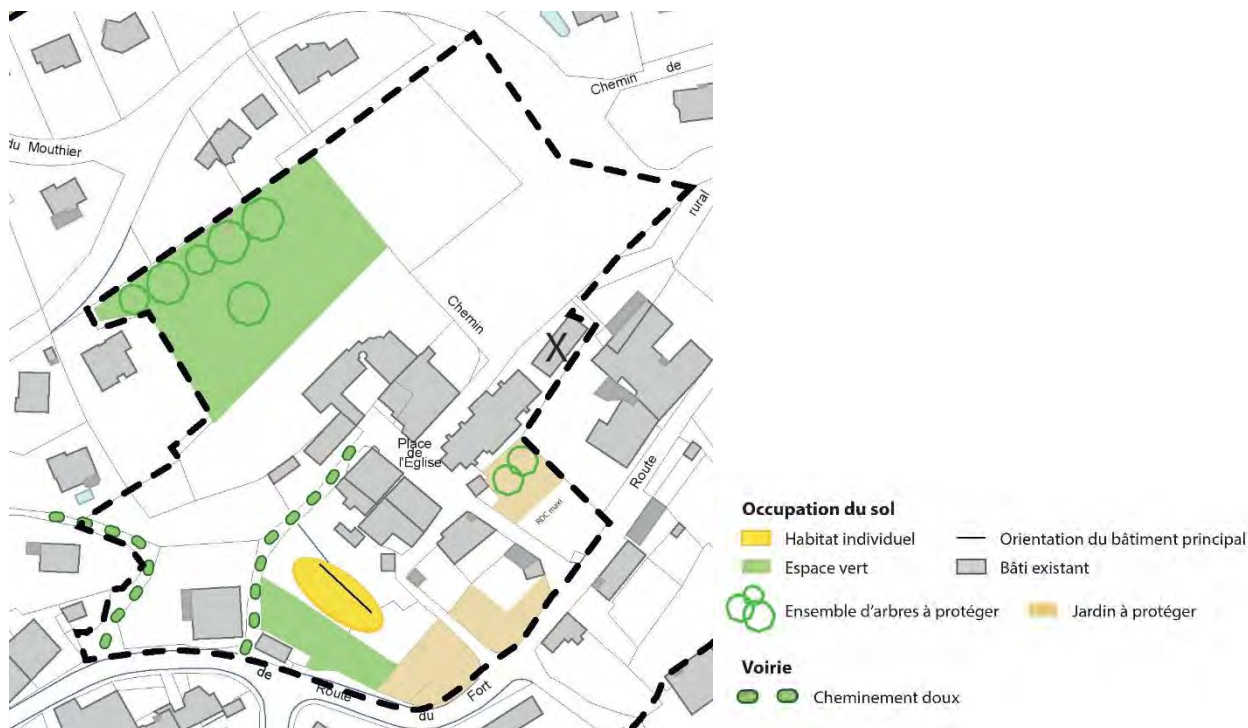 Chemin de
du Mouthier
rural
Chemin
Place
de
l'Eglise
Route
RDC maxi
de Route du Fort
Occupation du sol
Habitat individuel
Orientation du bâtiment principal
Espace vert
Bâti existant
Ensemble d'arbres à protéger
Jardin à protéger
Voirie
Cheminement doux